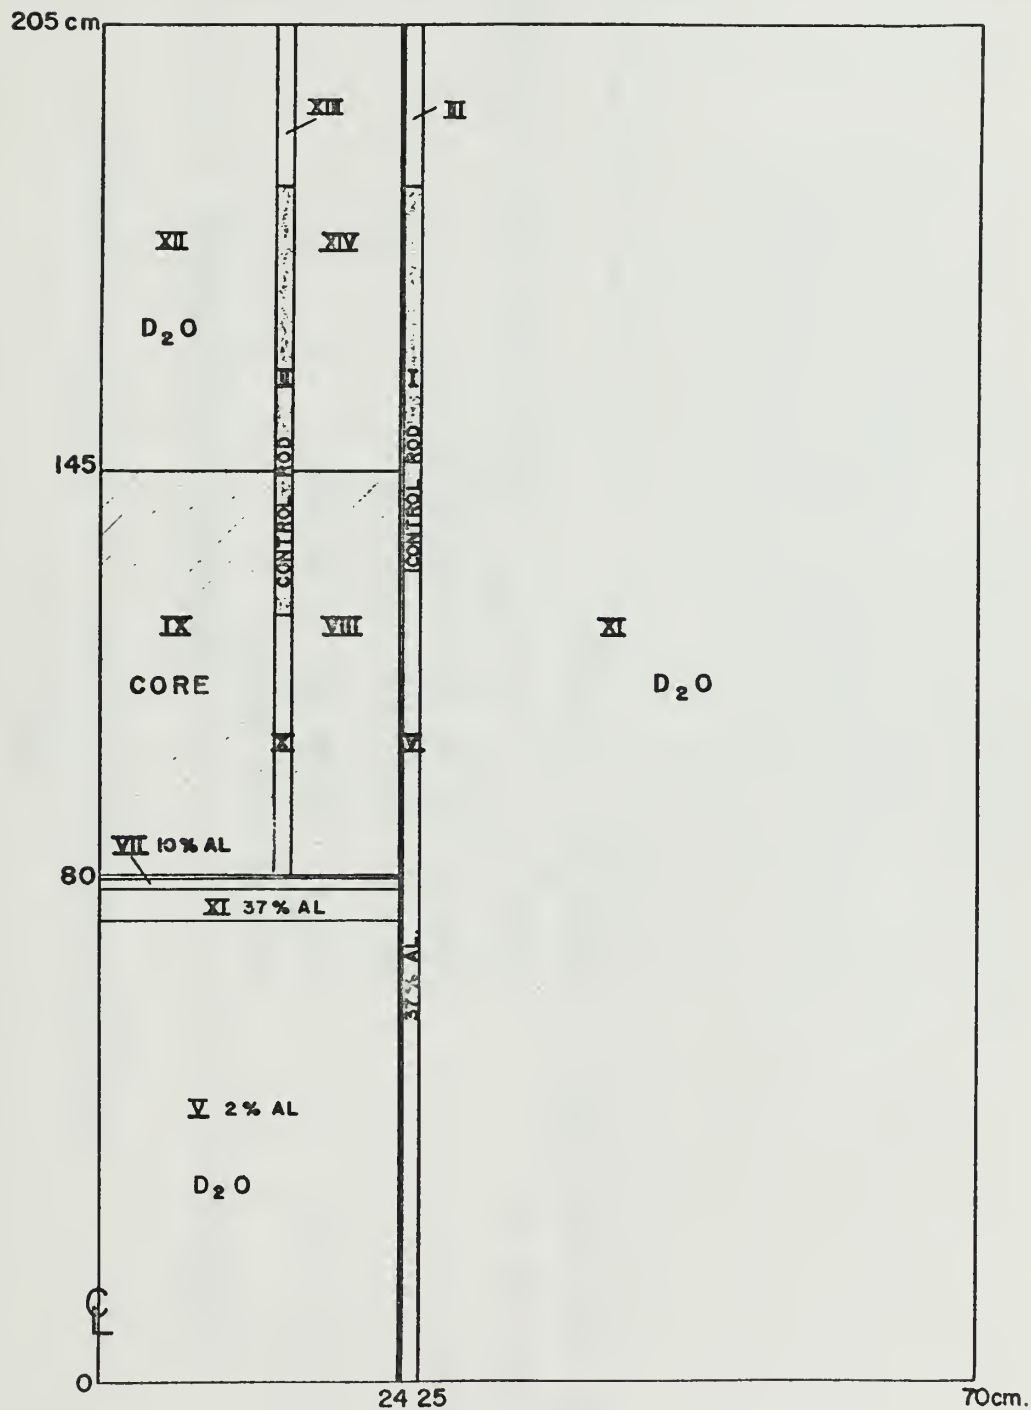 205 cm
XIII
III
XII
XIV
D₂O
II
I
CONTROL ROD
CONTROL ROD
145
IX
VIII
XI
CORE
D₂O
X
VI
VII 10% AL
80
XI 37% AL
37% AL.
V 2% AL
D₂O
℄
0
24 25
70cm.